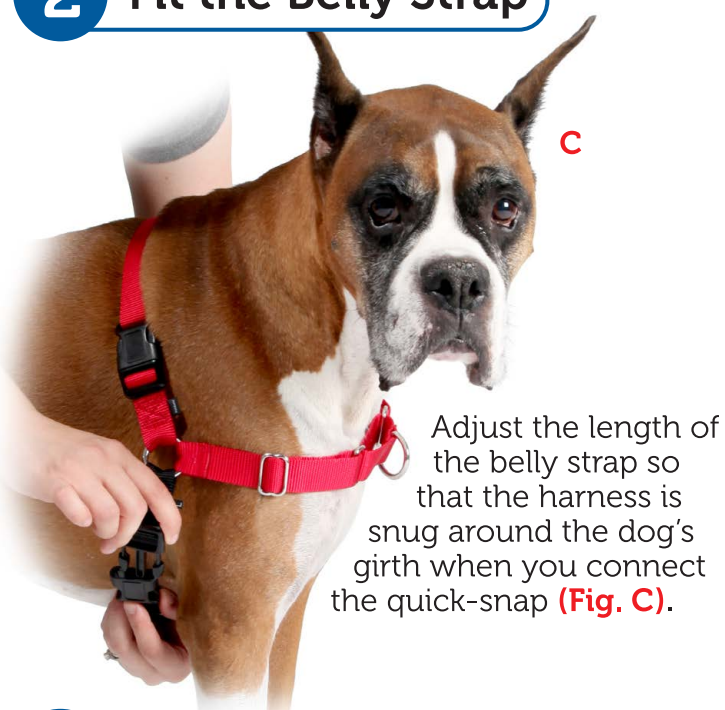 2 Fit the Belly Strap
C
Adjust the length of
the belly strap so
that the harness is
snug around the dog's
girth when you connect
the quick-snap (Fig. C).